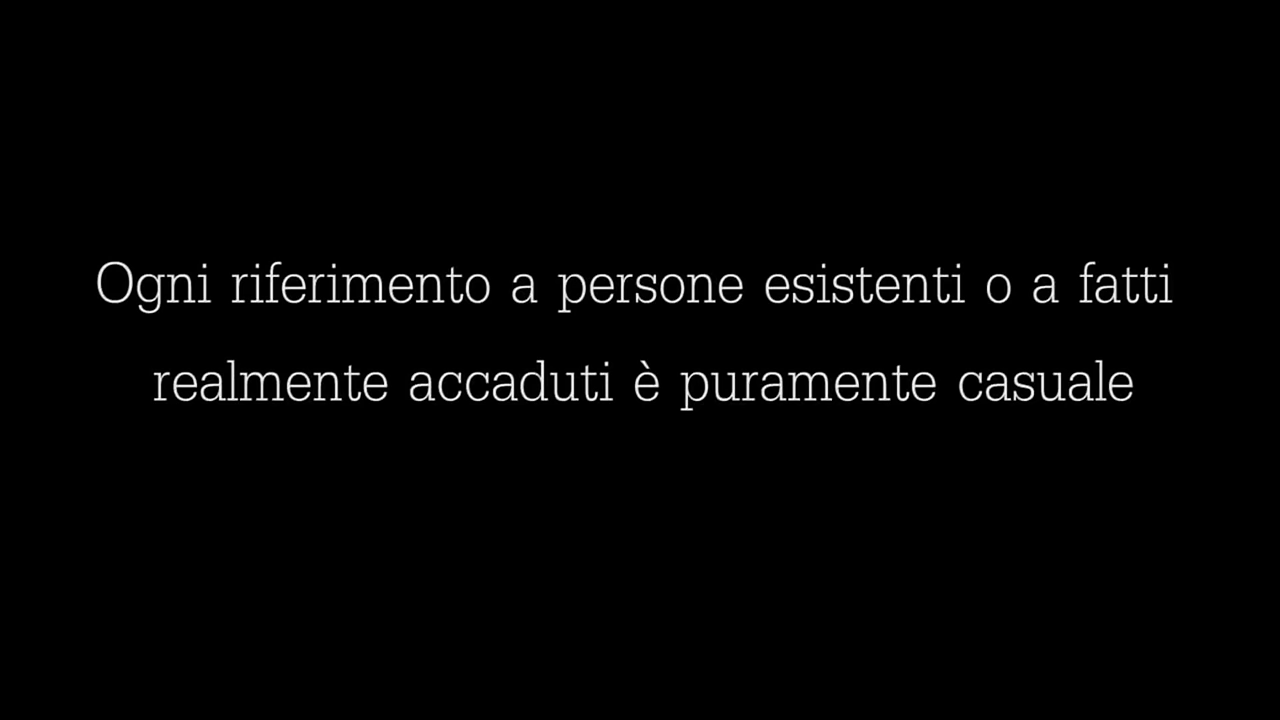 Ogni riferimento a persone esistenti o a fatti
realmente accaduti è puramente casuale